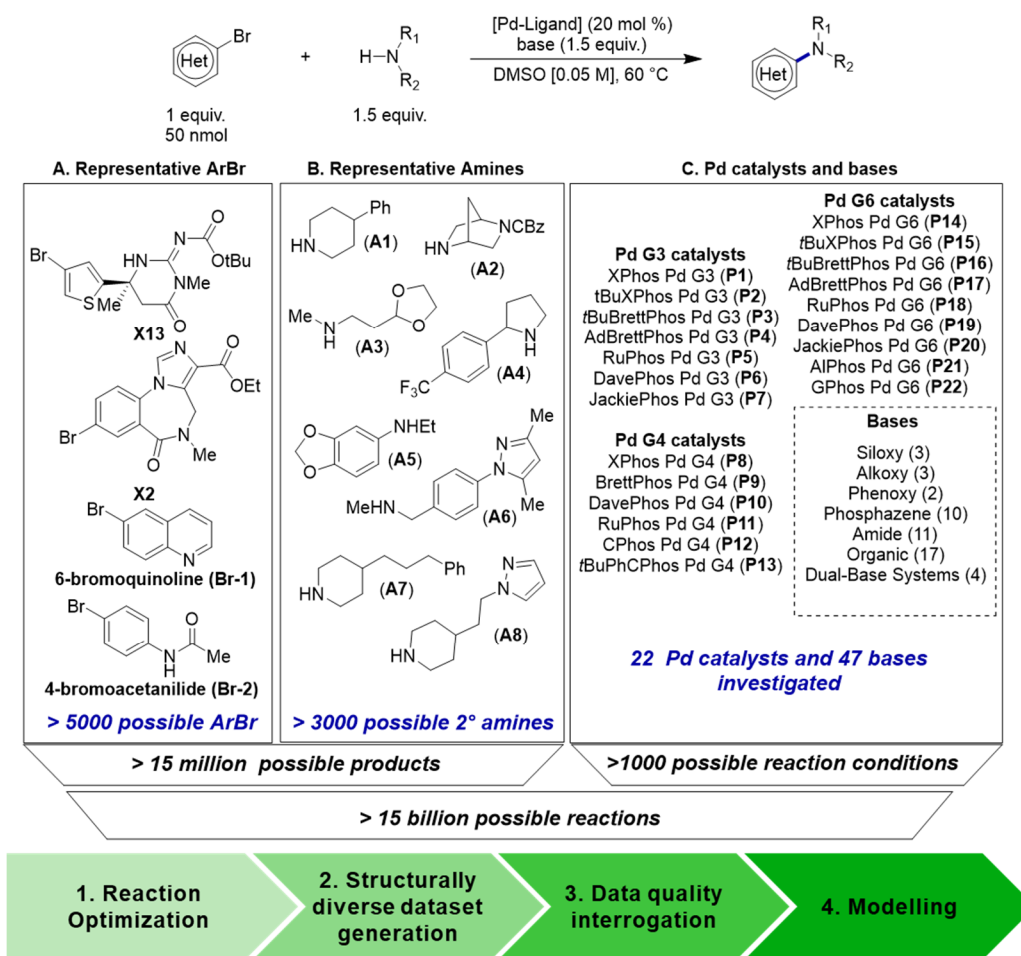 Het
Br
+
H–N
R1
R2
[Pd-Ligand] (20 mol %)
base (1.5 equiv.)
DMSO [0.05 M], 60 °C
Het
N
R1
R2
1 equiv.
50 nmol
1.5 equiv.
A. Representative ArBr
B. Representative Amines
C. Pd catalysts and bases
Br
S
HN
N
O
OtBu
NMe
Me
O
X13
N
N
O
OEt
Br
N
O
Me
X2
Br
N
6-bromoquinoline (Br-1)
Br
N
H
O
Me
4-bromoacetanilide (Br-2)
> 5000 possible ArBr
Ph
HN
(A1)
NCBz
HN
(A2)
Me
N
H
O
O
(A3)
N
H
F3C
(A4)
O
O
NHEt
(A5)
Me
N
N
Me
MeHN
(A6)
HN
Ph
(A7)
N
N
HN
(A8)
> 3000 possible 2° amines
Pd G3 catalysts
XPhos Pd G3 (P1)
tBuXPhos Pd G3 (P2)
tBuBrettPhos Pd G3 (P3)
AdBrettPhos Pd G3 (P4)
RuPhos Pd G3 (P5)
DavePhos Pd G3 (P6)
JackiePhos Pd G3 (P7)
Pd G4 catalysts
XPhos Pd G4 (P8)
BrettPhos Pd G4 (P9)
DavePhos Pd G4 (P10)
RuPhos Pd G4 (P11)
CPhos Pd G4 (P12)
tBuPhCPhos Pd G4 (P13)
Pd G6 catalysts
XPhos Pd G6 (P14)
tBuXPhos Pd G6 (P15)
tBuBrettPhos Pd G6 (P16)
AdBrettPhos Pd G6 (P17)
RuPhos Pd G6 (P18)
DavePhos Pd G6 (P19)
JackiePhos Pd G6 (P20)
AlPhos Pd G6 (P21)
GPhos Pd G6 (P22)
Bases
Siloxy (3)
Alkoxy (3)
Phenoxy (2)
Phosphazene (10)
Amide (11)
Organic (17)
Dual-Base Systems (4)
22 Pd catalysts and 47 bases
investigated
> 15 million possible products
>1000 possible reaction conditions
> 15 billion possible reactions
1. Reaction
Optimization
2. Structurally
diverse dataset
generation
3. Data quality
interrogation
4. Modelling